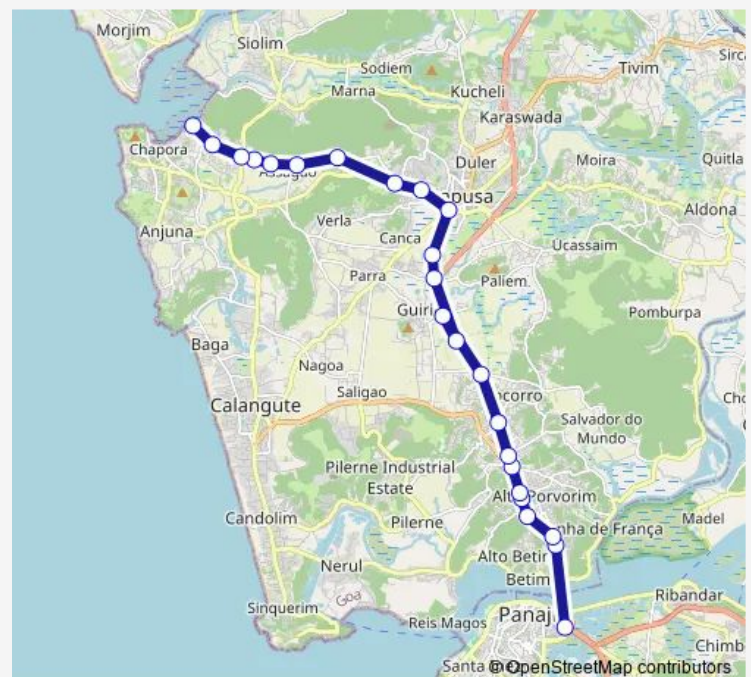 Morjim
Siolim
Sodiem
Tivim
Marna
Kucheli
Karaswada
Chapora
Duler
Moira
Quitla
Verla
Aldona
Anjuna
Canca
Ucassaim
Parra
Paliem
Guiri
Pomburpa
Baga
Nagoa
Saligao
Calangute
Salvador do
Mundo
Pilerne Industrial
Estate
Candolim
Pilerne
Madel
Alto Betim
Nerul
Betim
Goa
Ribandar
Sinquerim
Reis Magos
© OpenStreetMap contributors